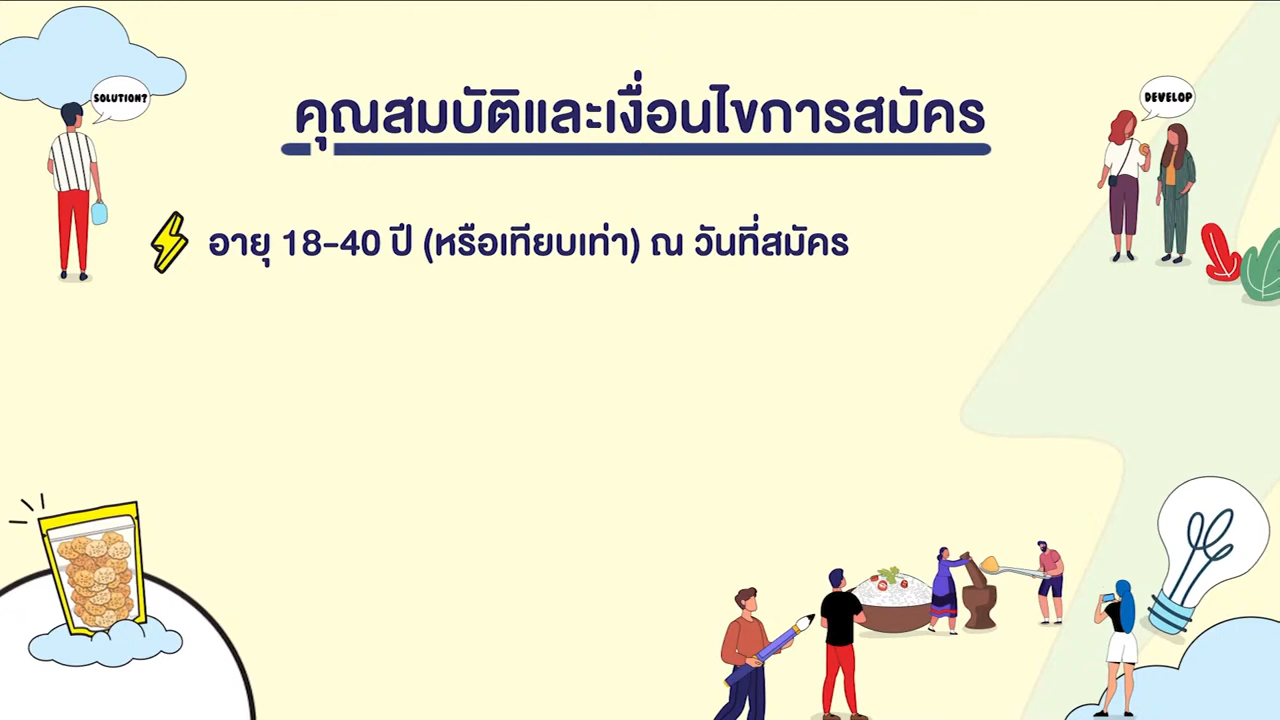 SOLUTION?
DEVELOP
คุณสมบัติและเงื่อนไขการสมัคร
อายุ 18-40 ปี (หรือเทียบเท่า) ณ วันที่สมัคร